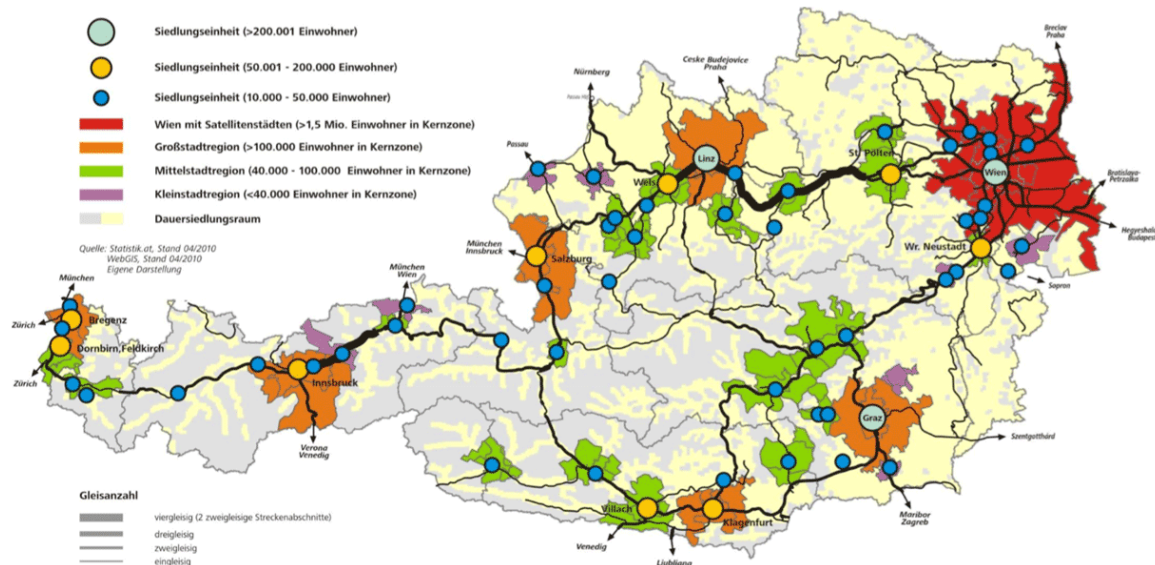 Siedlungseinheit (>200.001 Einwohner)
Siedlungseinheit (50.001 - 200.000 Einwohner)
Siedlungseinheit (10.000 - 50.000 Einwohner)
Wien mit Satellitenstädten (>1,5 Mio. Einwohner in Kernzone)
Großstadtregion (>100.000 Einwohner in Kernzone)
Mittelstadtregion (40.000 - 100.000 Einwohner in Kernzone)
Kleinstadtregion (<40.000 Einwohner in Kernzone)
Dauersiedlungsraum
Quelle: Statistik.at, Stand 04/2010
WebGIS, Stand 04/2010
Eigene Darstellung
Breclav
Praha
Ceske Budejovice
Praha
Nürnberg
Passau
Linz
St. Pölten
Wels
Wien
Bratislava-
Petrzalka
Hegyeshalom
Budapest
Wr. Neustadt
Sopron
München
Innsbruck
Salzburg
München
Wien
München
Zürich
Bregenz
Dornbirn,Feldkirch
Zürich
Innsbruck
Verona
Venedig
Graz
Szentgotthárd
Maribor
Zagreb
Villach
Klagenfurt
Venedig
Ljubljana
Gleisanzahl
viergleisig (2 zweigleisige Streckenabschnitte)
dreigleisig
zweigleisig
eingleisig